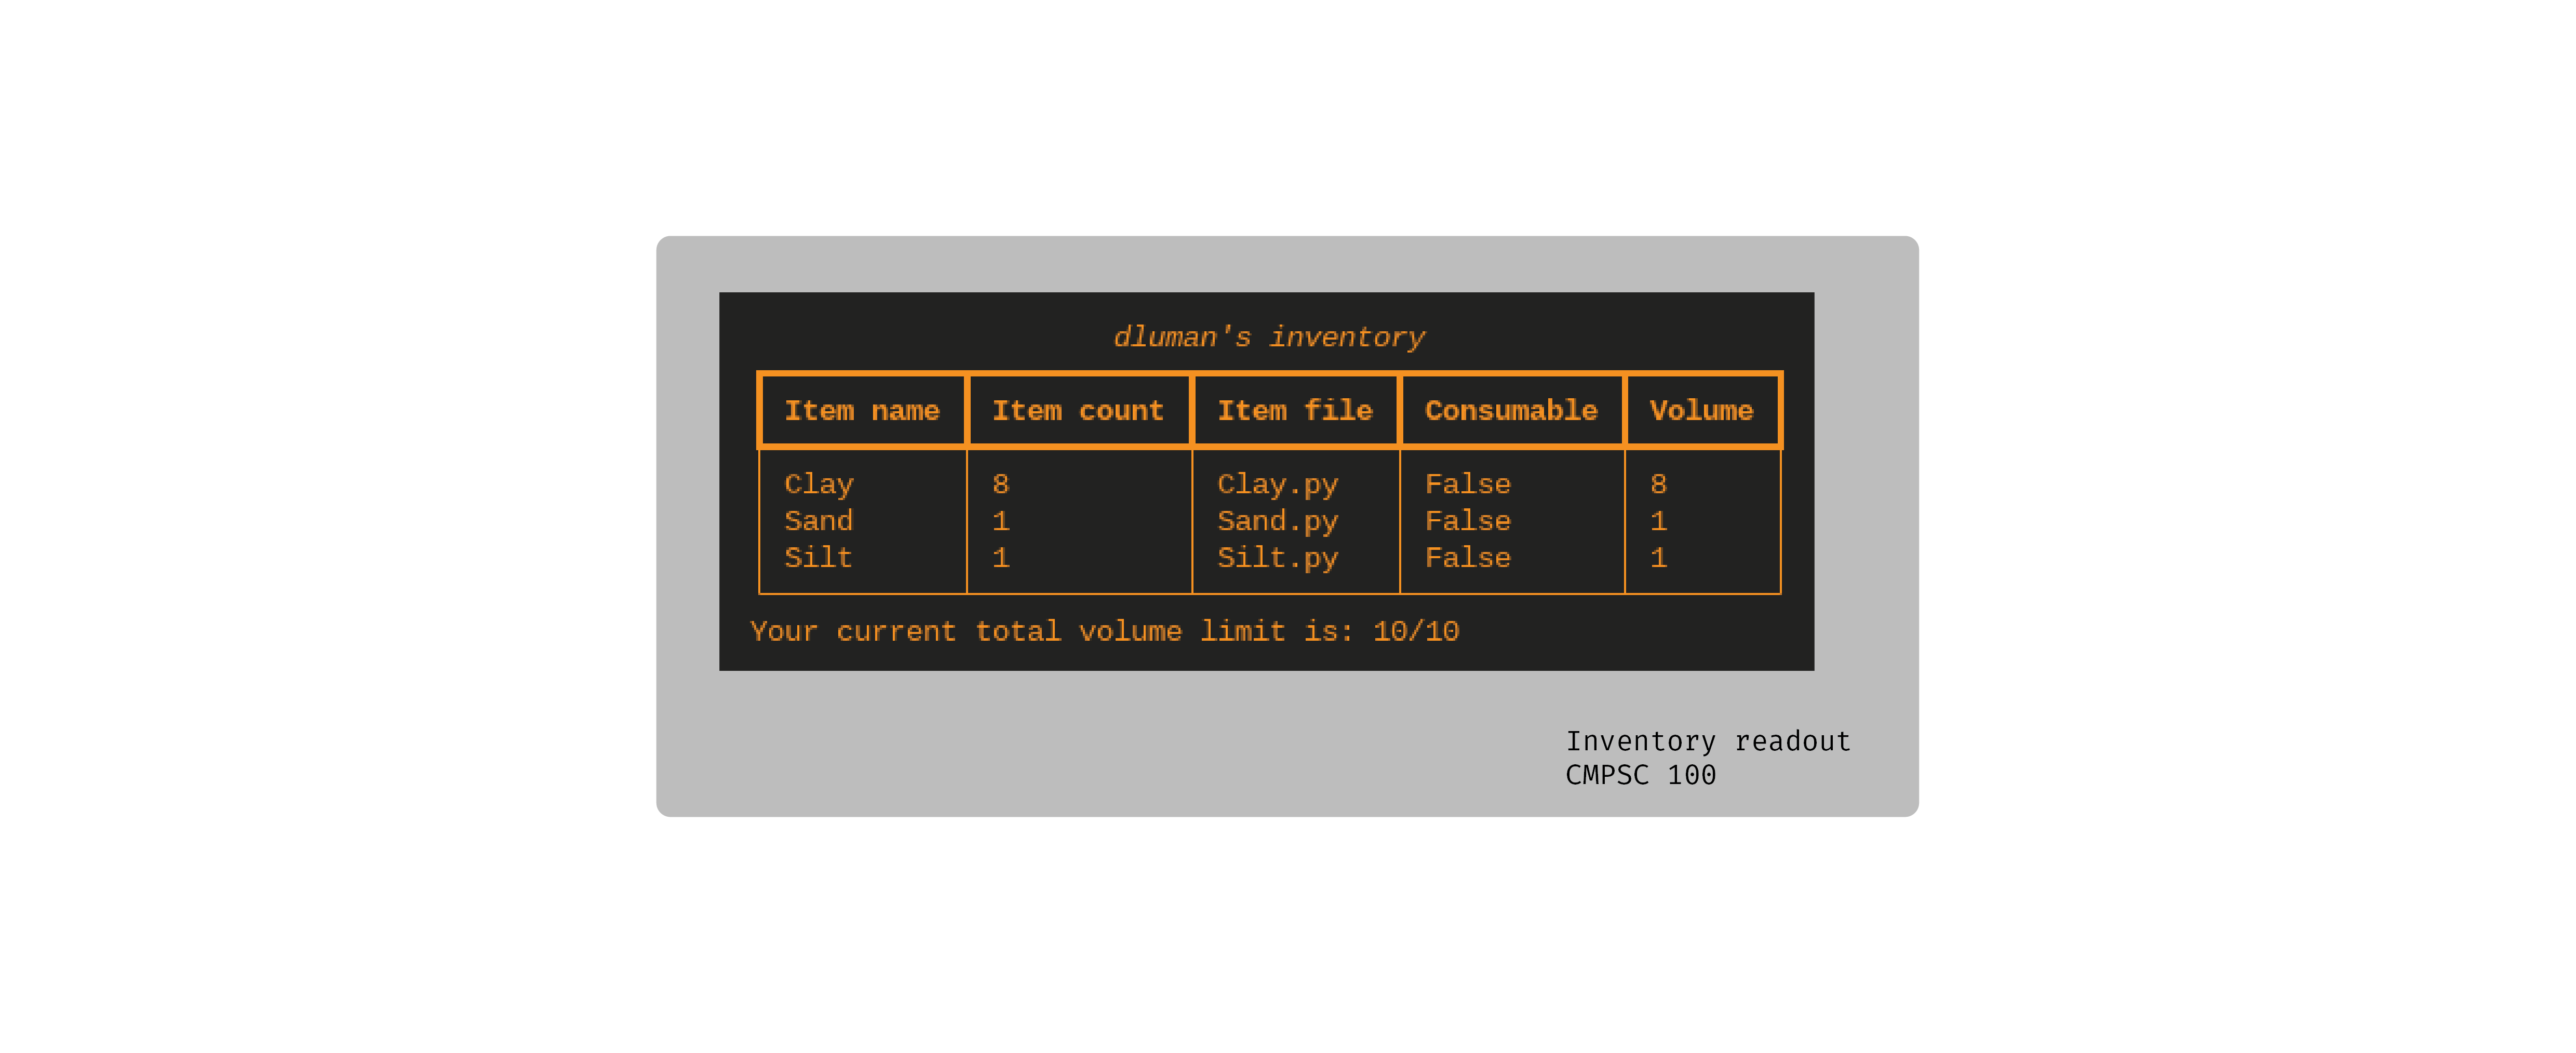 dluman's inventory
Item name Item count Item file Consumable Volume
Clay 8 Clay.py False 8
Sand 1 Sand.py False 1
Silt 1 Silt.py False 1
Your current total volume limit is: 10/10
Inventory readout
CMPSC 100